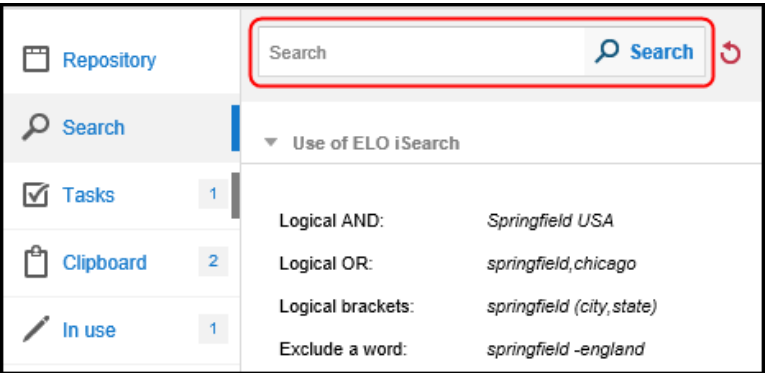 Repository
Search
Tasks 1
Clipboard 2
In use 1
Search Search
Use of ELO iSearch
Logical AND: Springfield USA
Logical OR: springfield,chicago
Logical brackets: springfield (city,state)
Exclude a word: springfield -england